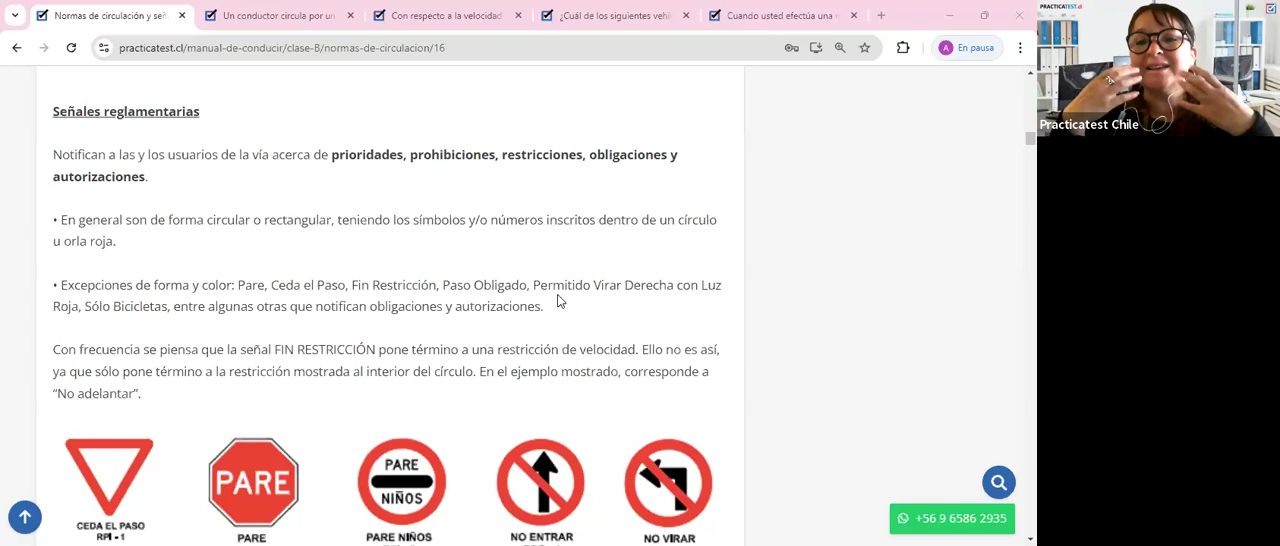 Normas de circulación y señ
Un conductor circula por un
Con respecto a la velocidad
¿Cuál de los siguientes vehí
Cuando usted efectúa una
practicatest.cl/manual-de-conducir/clase-B/normas-de-circulacion/16
A
En pausa
PRACTICATEST.cl
Practicatest Chile
Señales reglamentarias
Notifican a las y los usuarios de la vía acerca de prioridades, prohibiciones, restricciones, obligaciones y
autorizaciones.
• En general son de forma circular o rectangular, teniendo los símbolos y/o números inscritos dentro de un círculo
u orla roja.
• Excepciones de forma y color: Pare, Ceda el Paso, Fin Restricción, Paso Obligado, Permitido Virar Derecha con Luz
Roja, Sólo Bicicletas, entre algunas otras que notifican obligaciones y autorizaciones.
Con frecuencia se piensa que la señal FIN RESTRICCIÓN pone término a una restricción de velocidad. Ello no es así,
ya que sólo pone término a la restricción mostrada al interior del círculo. En el ejemplo mostrado, corresponde a
“No adelantar”.
PARE
PARE
NIÑOS
CEDA EL PASO
RPI - 1
PARE
PARE NIÑOS
NO ENTRAR
NO VIRAR
+56 9 6586 2935